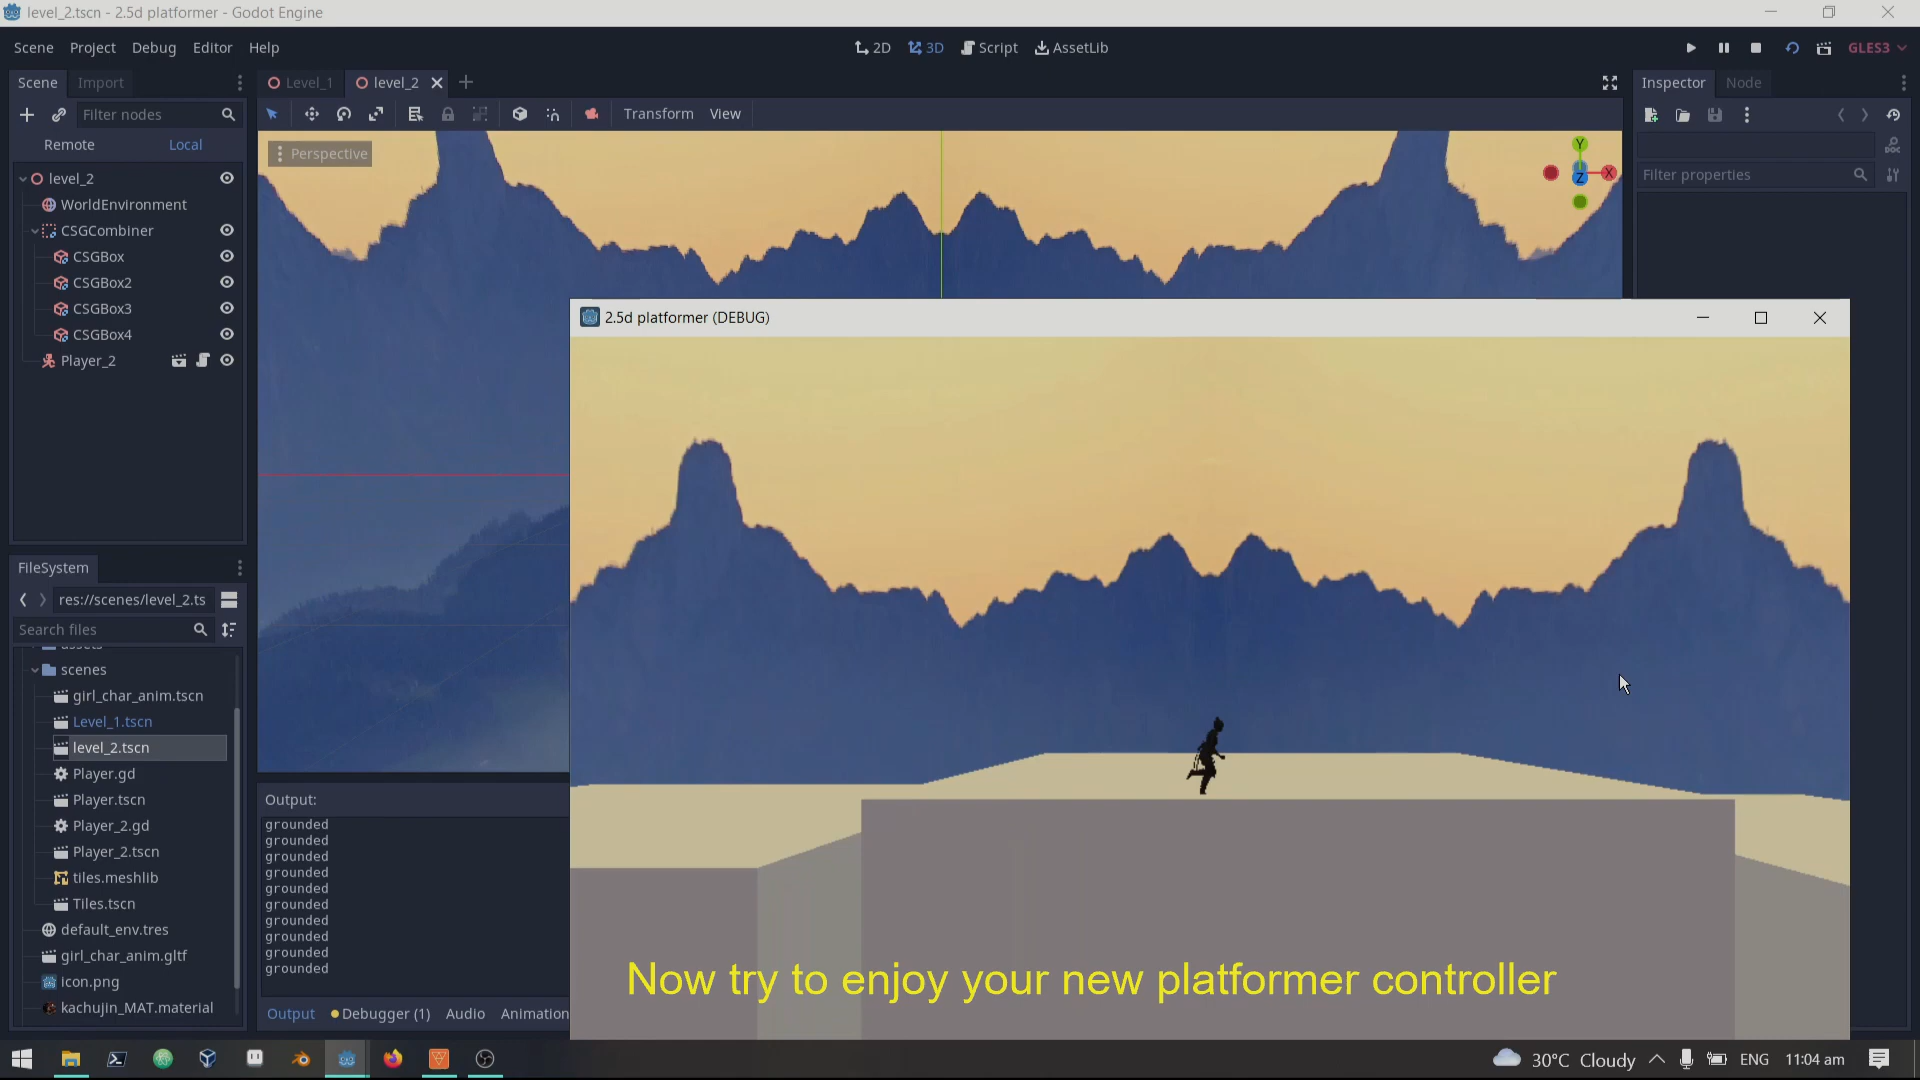 level_2.tscn - 2.5d platformer - Godot Engine
Scene Project Debug Editor Help
2D 3D Script AssetLib
GLES3
Scene Import
Level_1 level_2
Inspector Node
Filter nodes
Transform View
Remote Local
Perspective
Y
X
Z
Filter properties
level_2
WorldEnvironment
CSGCombiner
CSGBox
CSGBox2
CSGBox3
CSGBox4
Player_2
2.5d platformer (DEBUG)
FileSystem
res://scenes/level_2.ts
Search files
assets
scenes
girl_char_anim.tscn
Level_1.tscn
level_2.tscn
Player.gd
Player.tscn
Player_2.gd
Player_2.tscn
tiles.meshlib
Tiles.tscn
default_env.tres
girl_char_anim.gltf
icon.png
kachujin_MAT.material
Output:
grounded
grounded
grounded
grounded
grounded
grounded
grounded
grounded
grounded
grounded
Output Debugger (1) Audio Animation
Now try to enjoy your new platformer controller
30°C Cloudy ENG 11:04 am